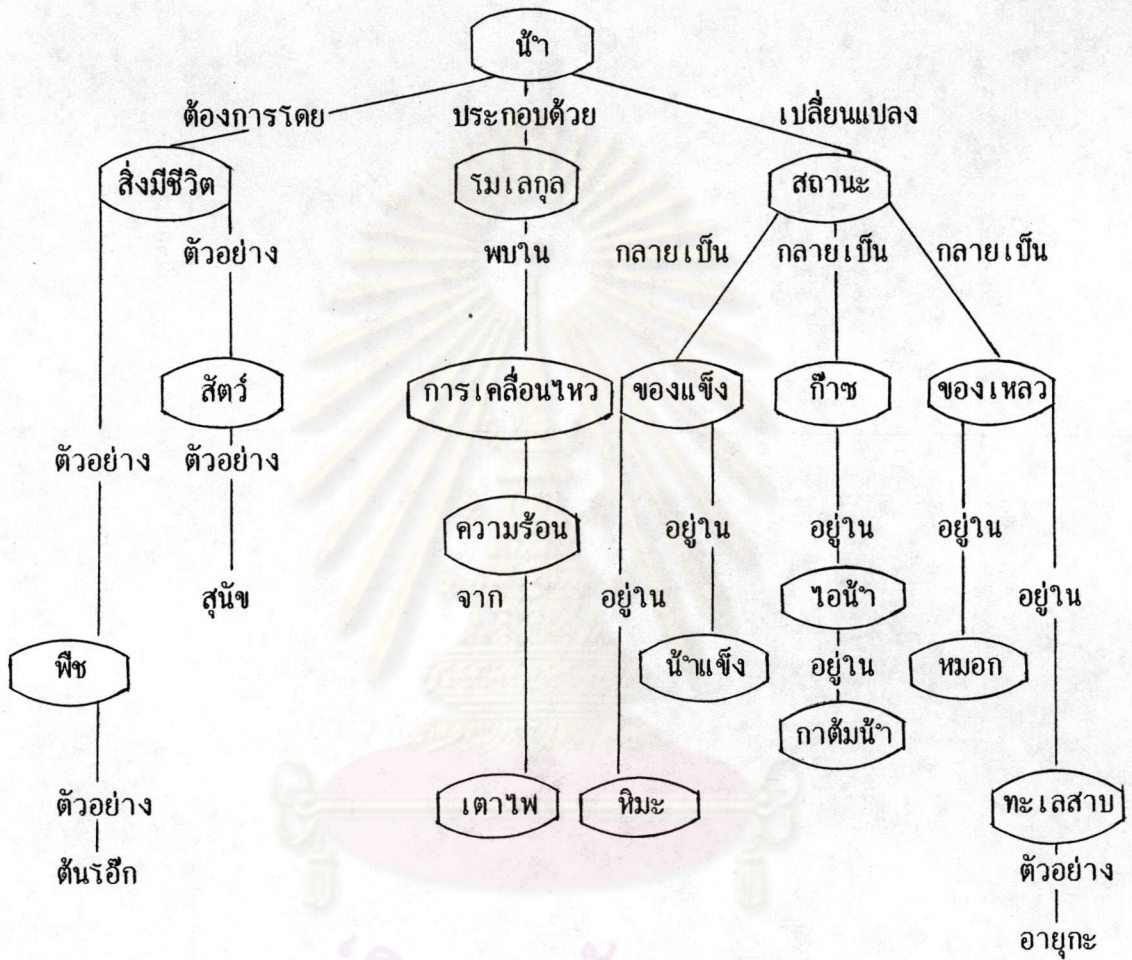 น้ำ
ต้องการโดย ประกอบด้วย เปลี่ยนแปลง
สิ่งมีชีวิต โมเลกุล สถานะ
ตัวอย่าง พบใน กลายเป็น กลายเป็น กลายเป็น
สัตว์ การเคลื่อนไหว ของแข็ง ก๊าซ ของเหลว
ตัวอย่าง ตัวอย่าง
ความร้อน อยู่ใน อยู่ใน อยู่ใน
สุนัข จาก อยู่ใน ไอน้ำ อยู่ใน
พืช น้ำแข็ง อยู่ใน หมอก
กาต้มน้ำ
ตัวอย่าง เตาไฟ หิมะ ทะเลสาบ
ต้นโอ๊ก ตัวอย่าง
อายุกะ